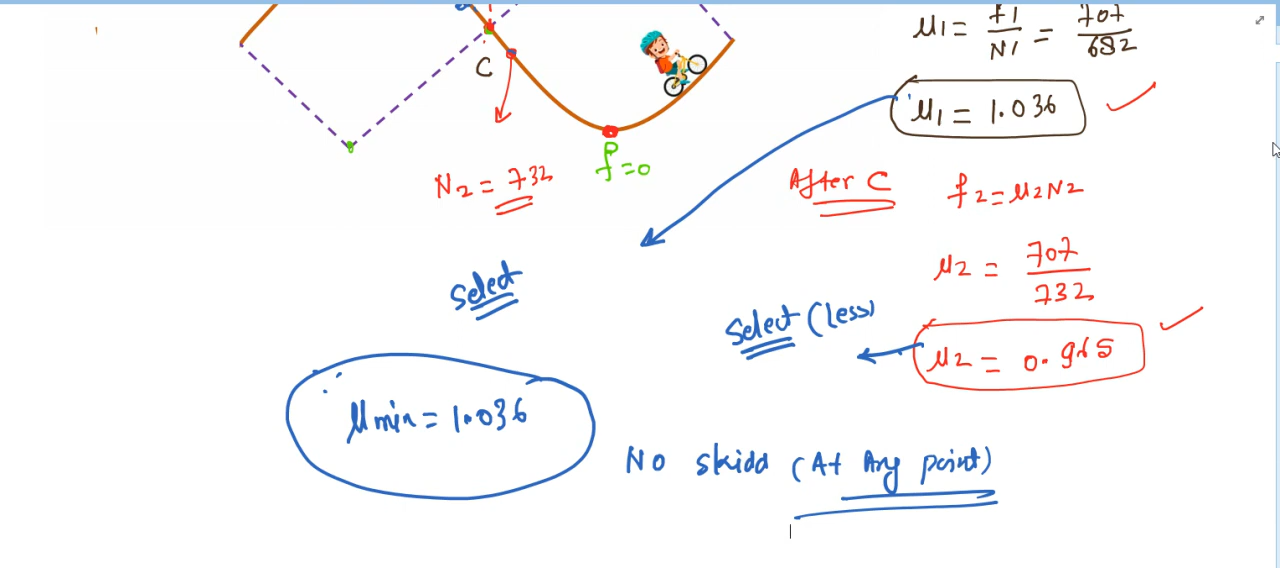 μ1 = f1/N1 = 707/682
C
μ1 = 1.036
N2 = 732
f=0
After C
f2=μ2N2
μ2 = 707/732
Select
Select (less)
μ2 = 0.965
μmin = 1.036
No skidd (At Any point)